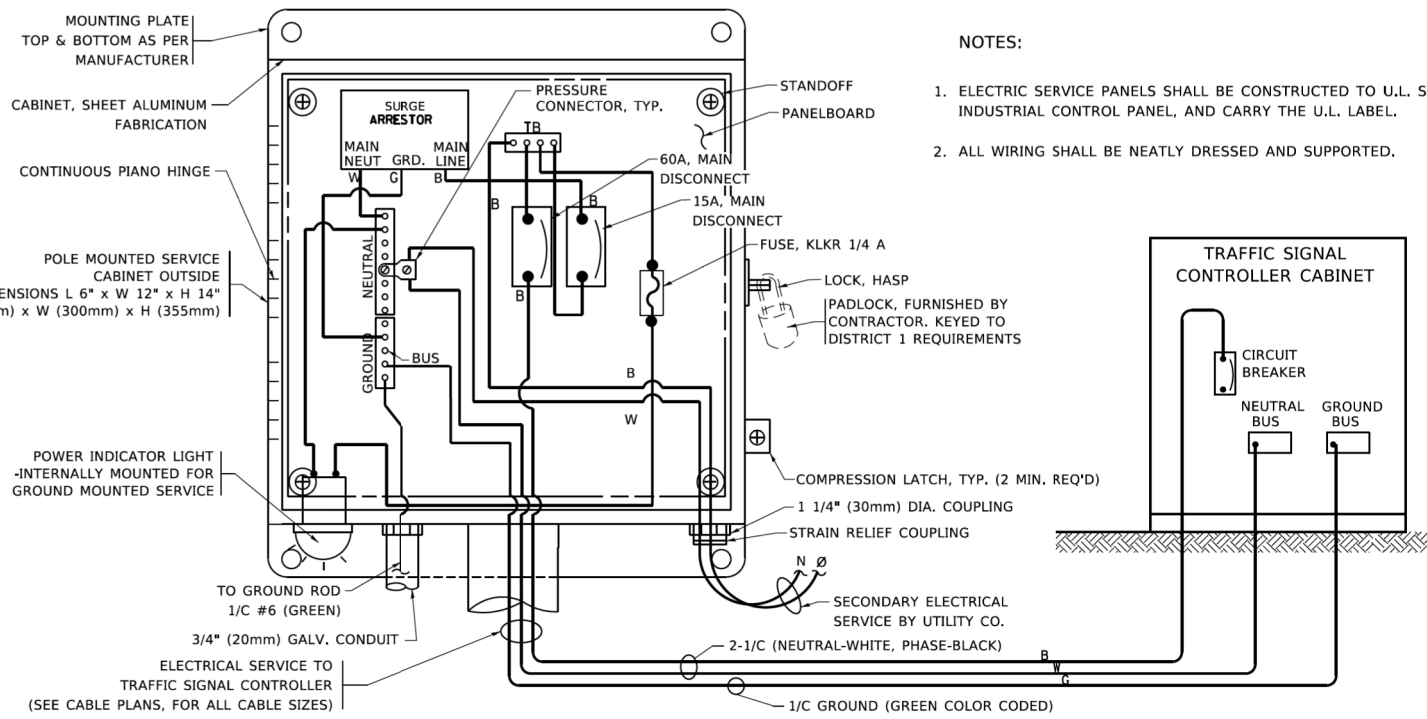 MOUNTING PLATE
TOP & BOTTOM AS PER
MANUFACTURER
CABINET, SHEET ALUMINUM
FABRICATION
CONTINUOUS PIANO HINGE
POLE MOUNTED SERVICE
CABINET OUTSIDE
ENSIONS L 6" x W 12" x H 14"
m) x W (300mm) x H (355mm)
POWER INDICATOR LIGHT
-INTERNALLY MOUNTED FOR
GROUND MOUNTED SERVICE
TO GROUND ROD
1/C #6 (GREEN)
3/4" (20mm) GALV. CONDUIT
ELECTRICAL SERVICE TO
TRAFFIC SIGNAL CONTROLLER
(SEE CABLE PLANS, FOR ALL CABLE SIZES)
SURGE
ARRESTOR
MAIN
NEUT
GRD.
MAIN
LINE
W
G
B
NEUTRAL
GROUND
BUS
TB
B
B
B
B
W
PRESSURE
CONNECTOR, TYP.
STANDOFF
PANELBOARD
60A, MAIN
DISCONNECT
15A, MAIN
DISCONNECT
FUSE, KLKR 1/4 A
LOCK, HASP
PADLOCK, FURNISHED BY
CONTRACTOR. KEYED TO
DISTRICT 1 REQUIREMENTS
COMPRESSION LATCH, TYP. (2 MIN. REQ'D)
1 1/4" (30mm) DIA. COUPLING
STRAIN RELIEF COUPLING
N Ø
SECONDARY ELECTRICAL
SERVICE BY UTILITY CO.
2-1/C (NEUTRAL-WHITE, PHASE-BLACK)
B
W
G
1/C GROUND (GREEN COLOR CODED)
NOTES:
1. ELECTRIC SERVICE PANELS SHALL BE CONSTRUCTED TO U.L. S
INDUSTRIAL CONTROL PANEL, AND CARRY THE U.L. LABEL.
2. ALL WIRING SHALL BE NEATLY DRESSED AND SUPPORTED.
TRAFFIC SIGNAL
CONTROLLER CABINET
CIRCUIT
BREAKER
NEUTRAL
BUS
GROUND
BUS